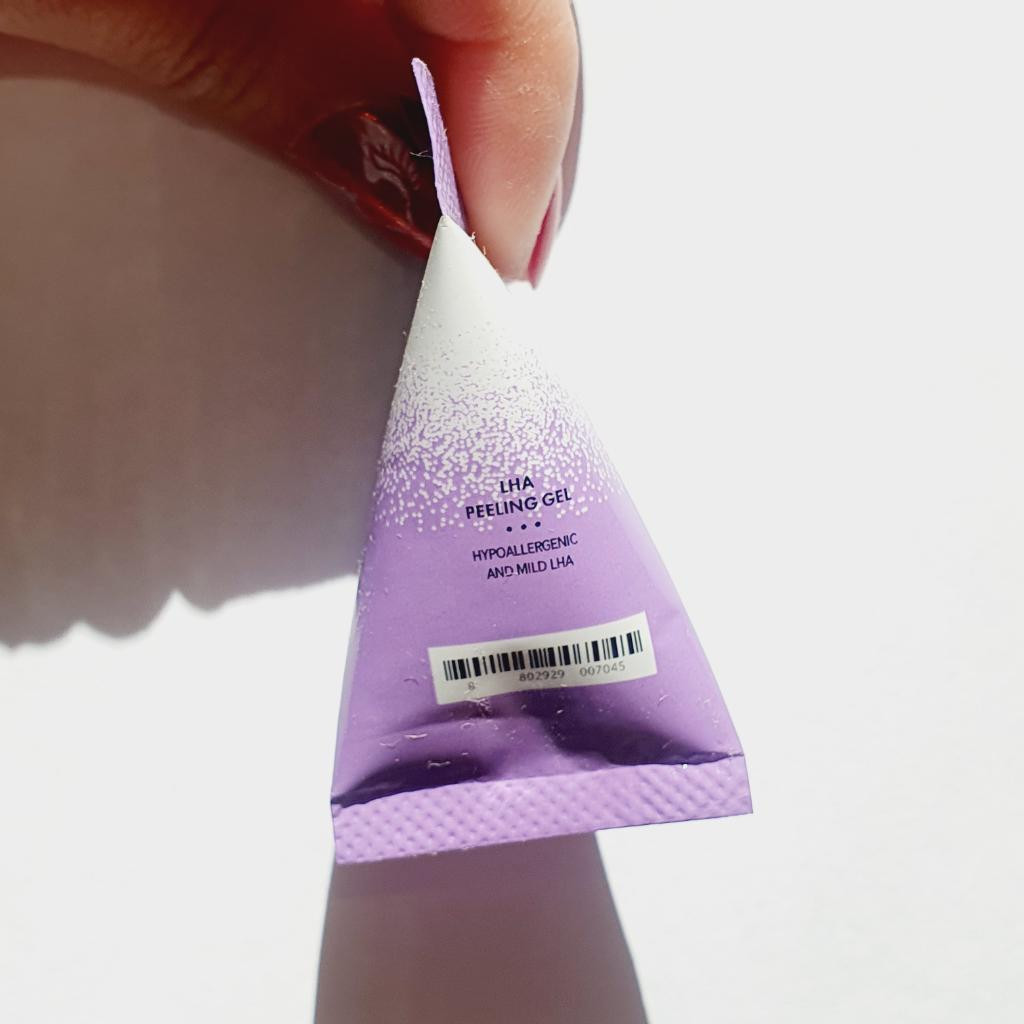 LHA
PEELING GEL
HYPOALLERGENIC
AND MILD LHA
8 802929 007045